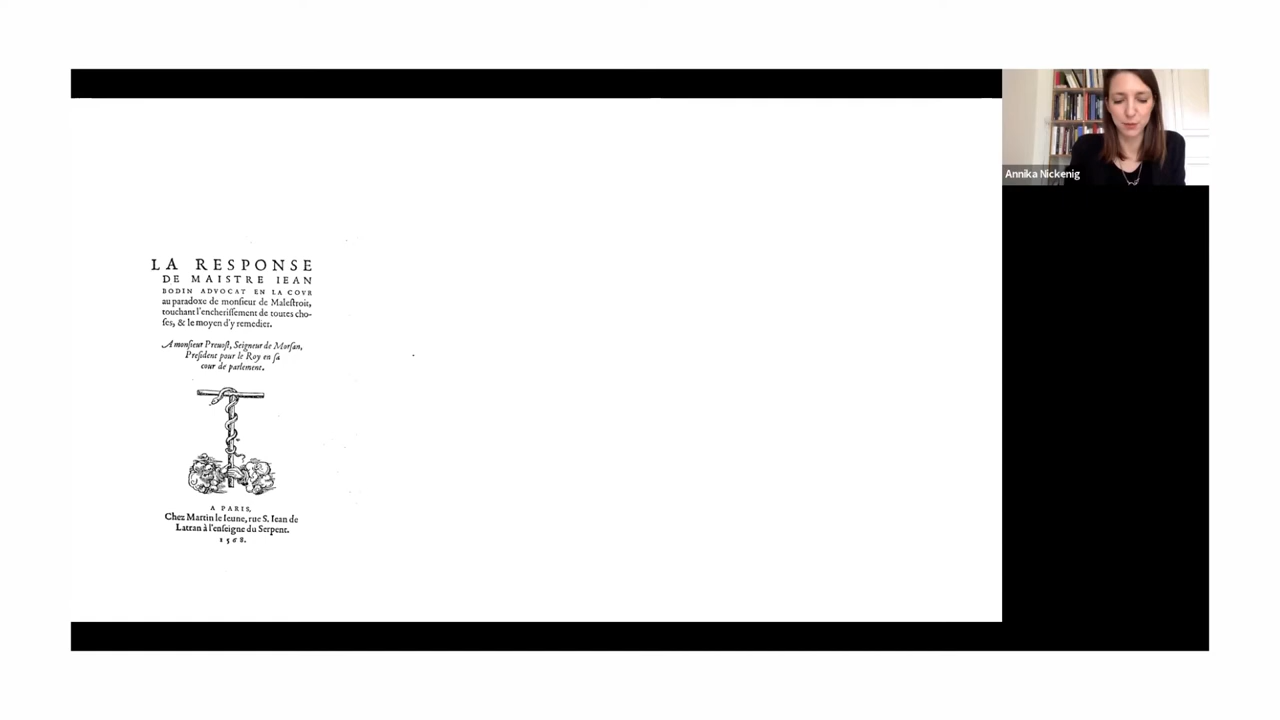 LA RESPONSE
DE MAISTRE IEAN
BODIN ADVOCAT EN LA COVR
au paradoxe de monſieur de Maleſtroit,
touchant l'encheriſſement de toutes cho-
ſes, & le moyen d'y remedier.
A monſieur Preuoſt, Seigneur de Morſan,
Preſident pour le Roy en ſa
cour de parlement.
A PARIS,
Chez Martin le Ieune, rue S. Iean de
Latran à l'enſeigne du Serpent.
1568.
Annika Nickenig